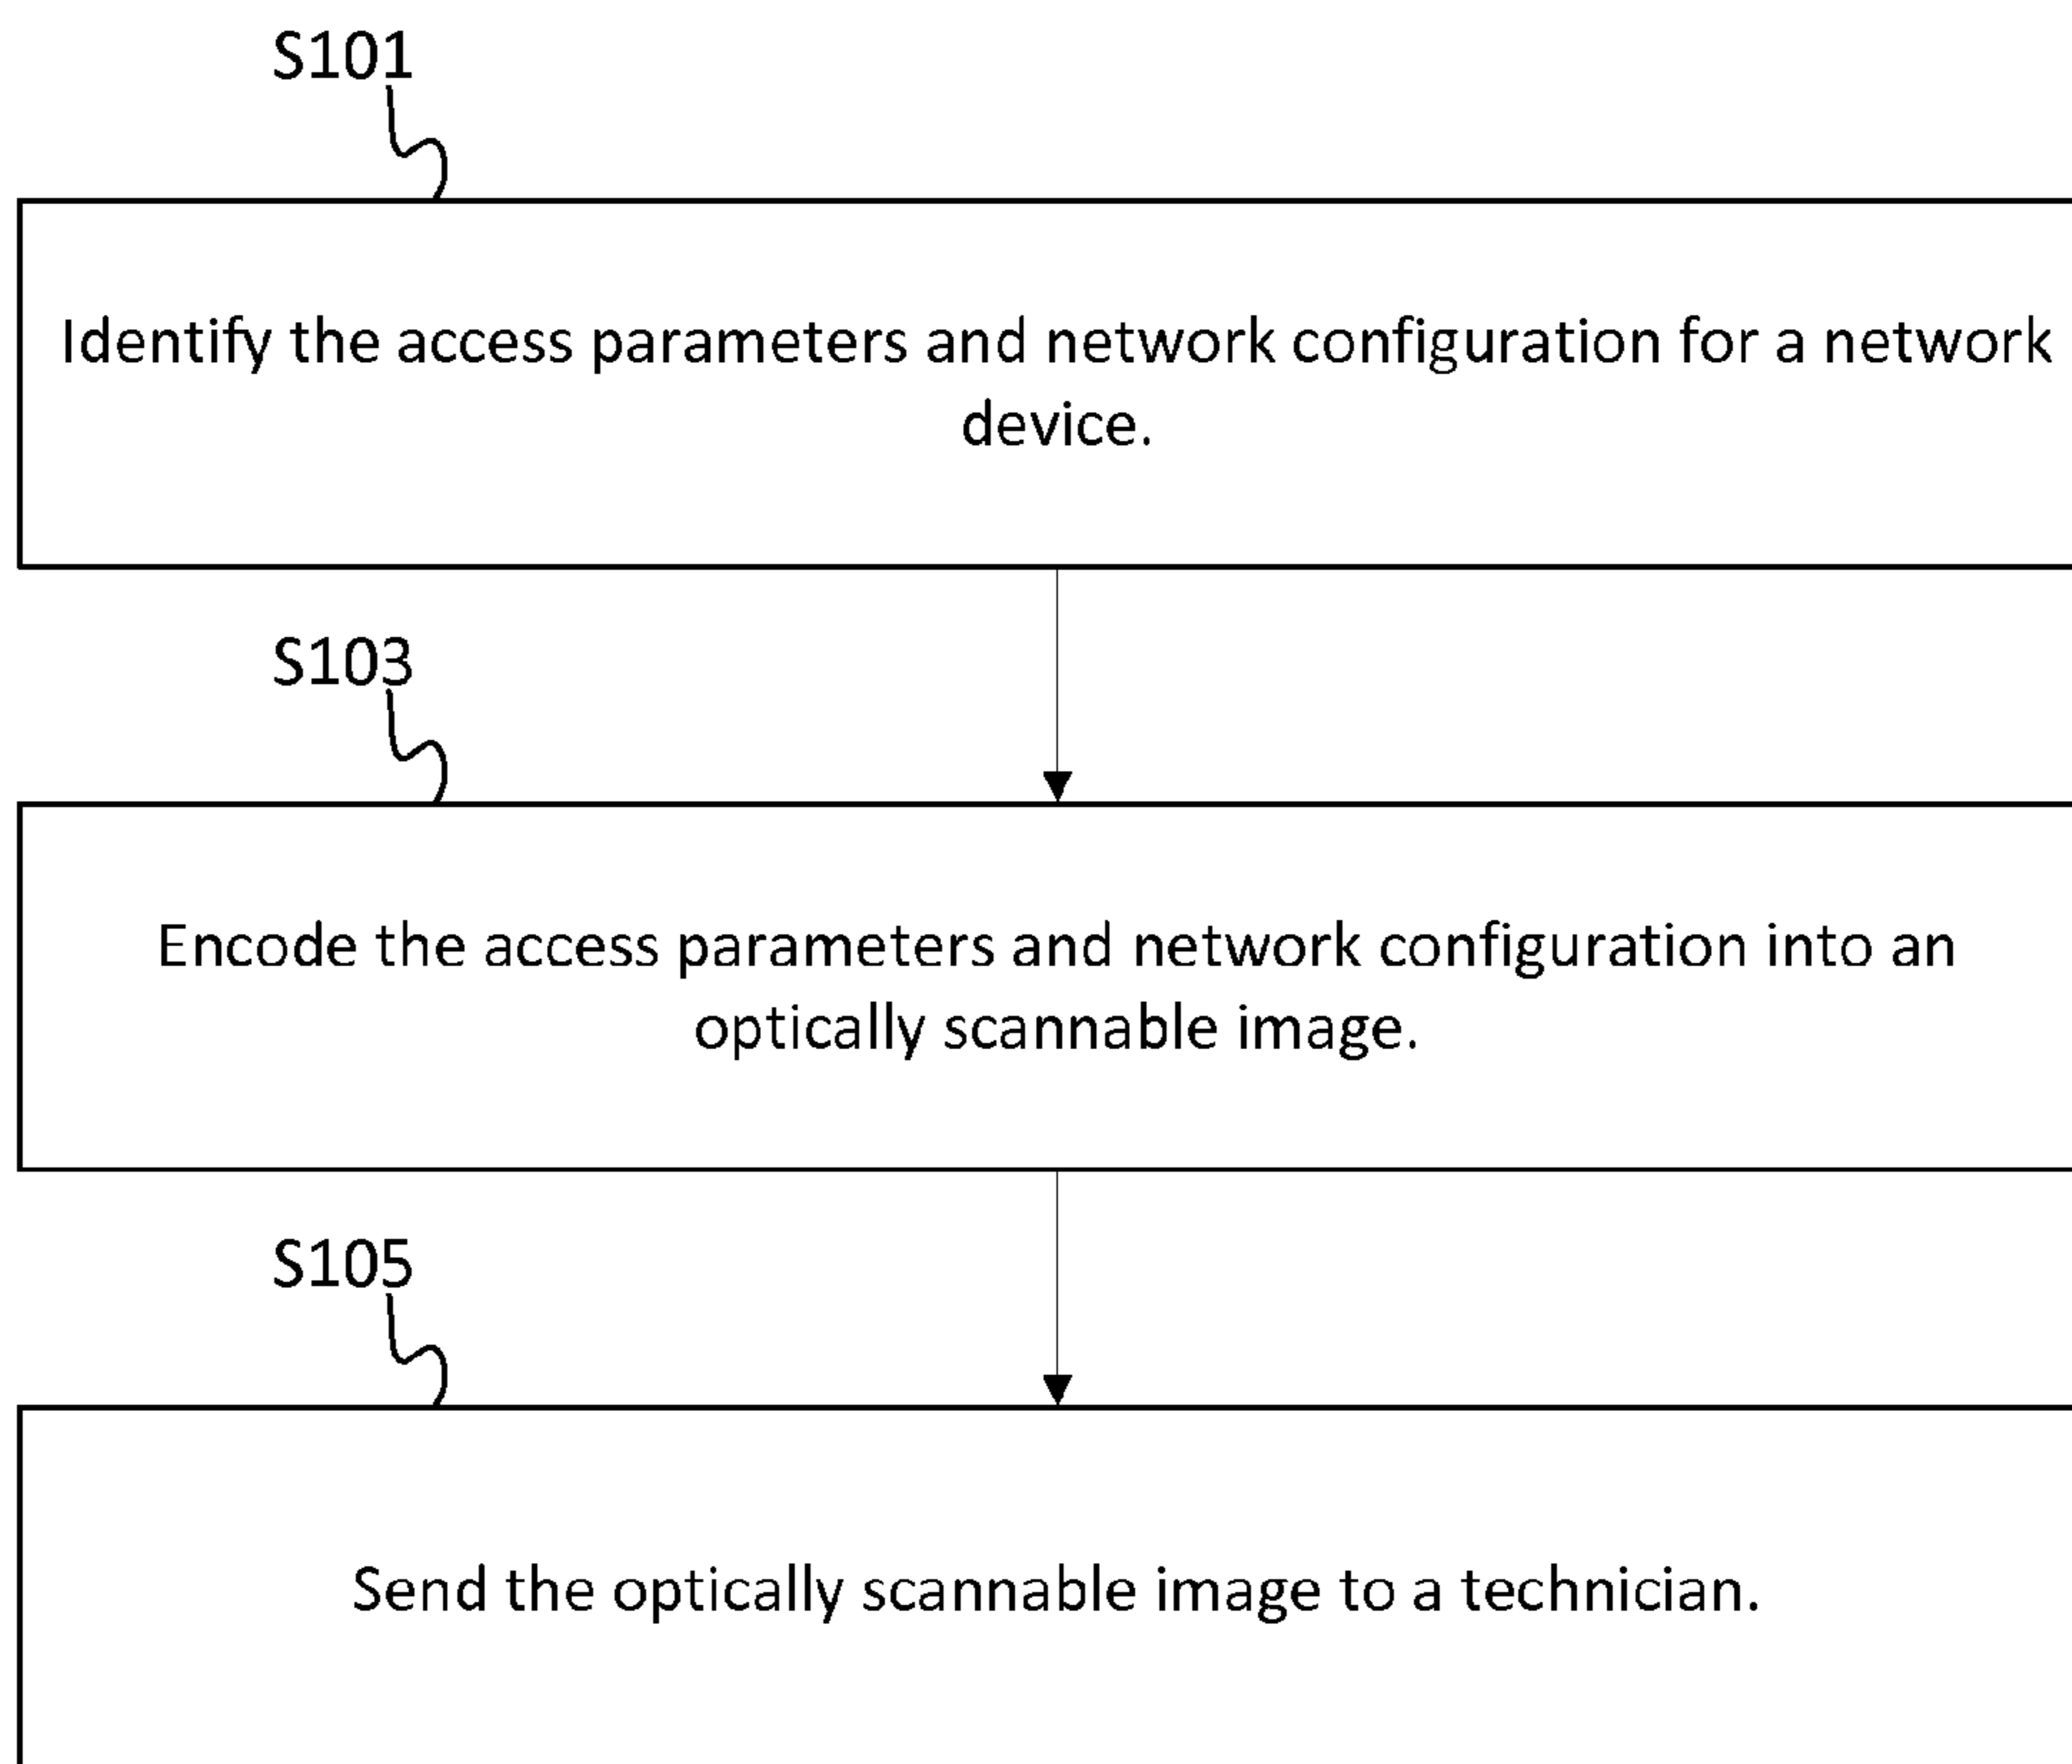 S101
Identify the access parameters and network configuration for a network
device.
S103
Encode the access parameters and network configuration into an
optically scannable image.
S105
Send the optically scannable image to a technician.